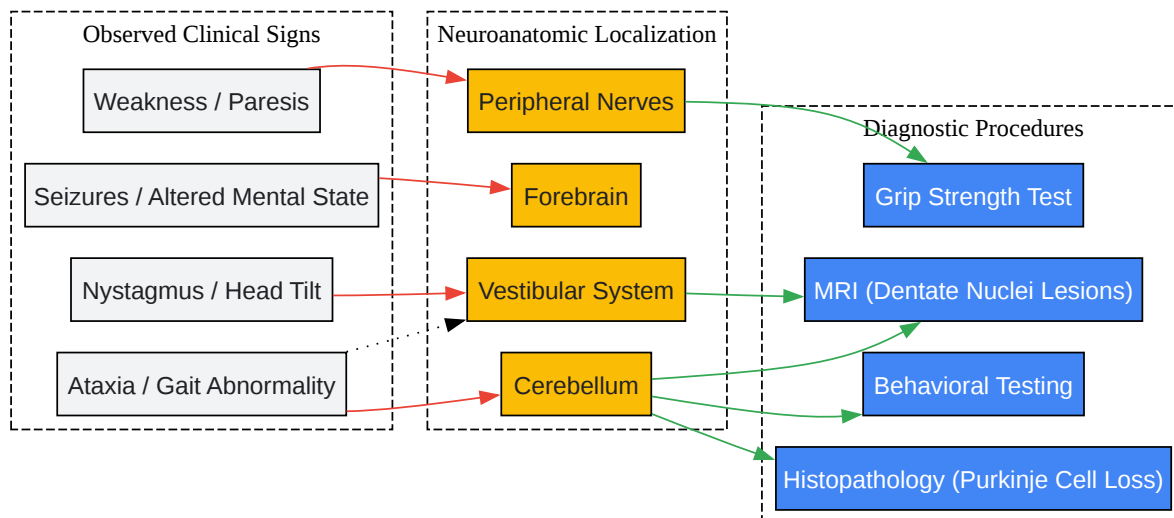 Observed Clinical Signs
Weakness / Paresis
Seizures / Altered Mental State
Nystagmus / Head Tilt
Ataxia / Gait Abnormality
Neuroanatomic Localization
Peripheral Nerves
Forebrain
Vestibular System
Cerebellum
Diagnostic Procedures
Grip Strength Test
MRI (Dentate Nuclei Lesions)
Behavioral Testing
Histopathology (Purkinje Cell Loss)